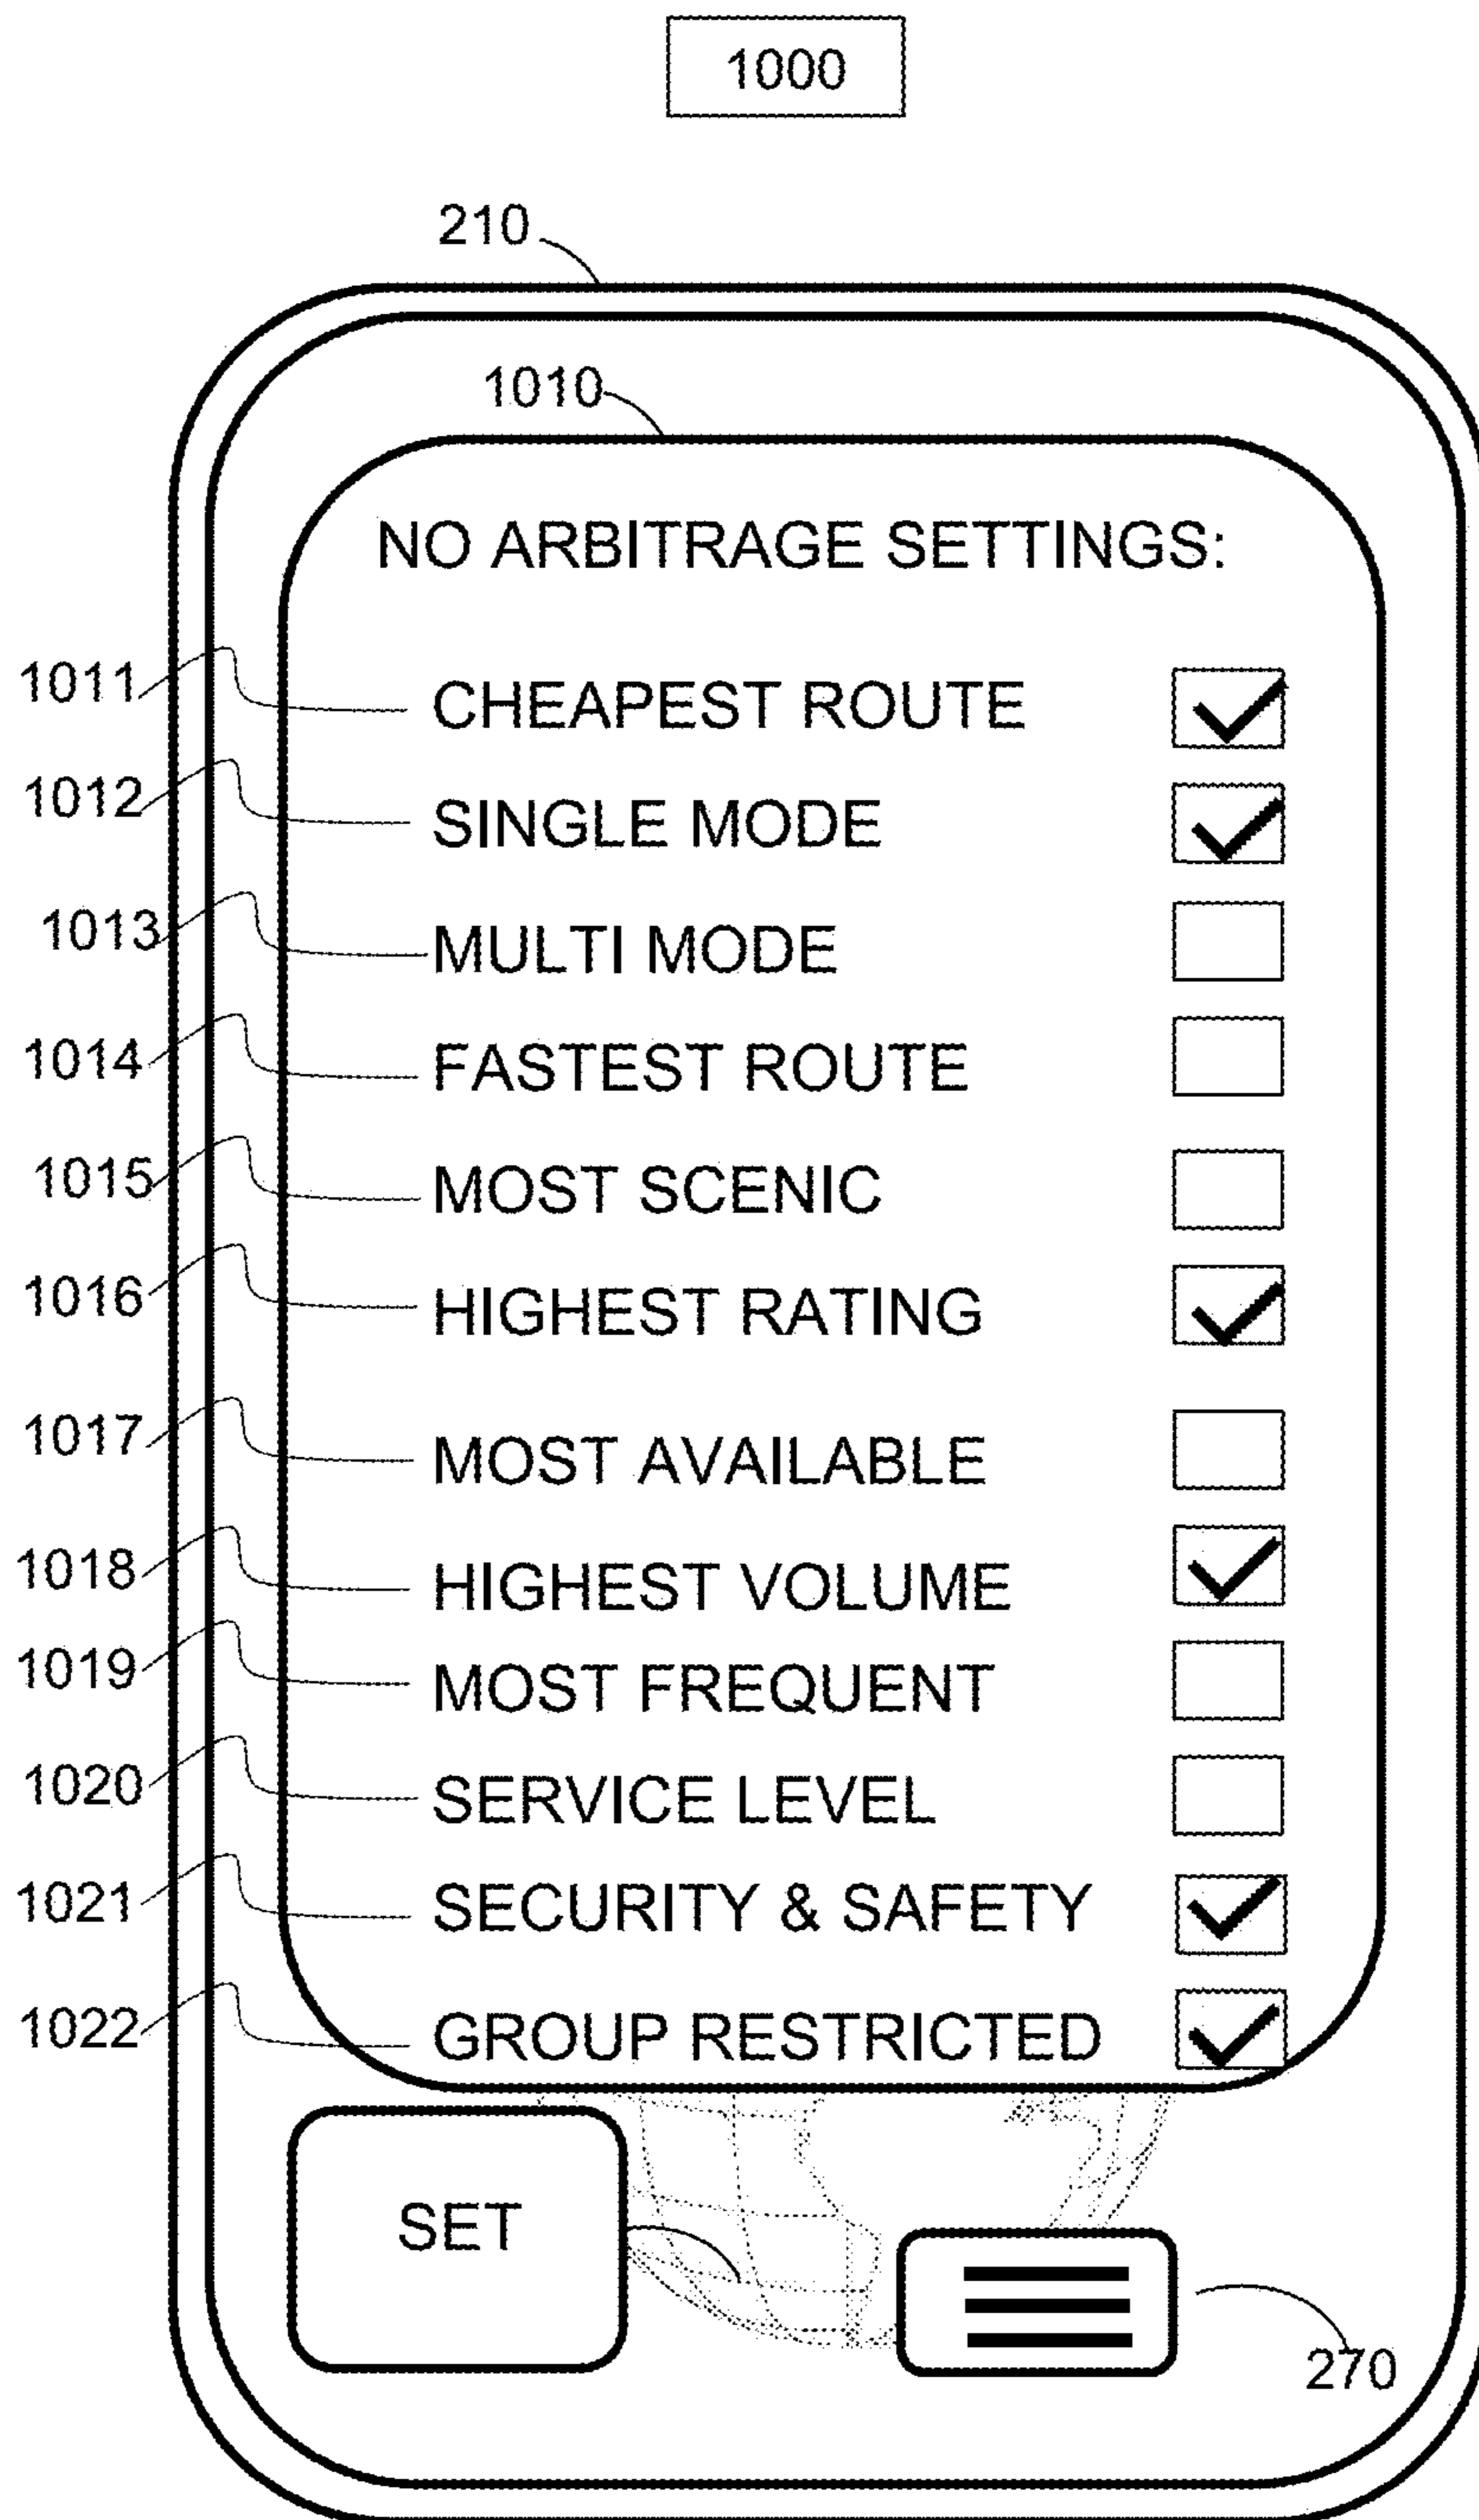 1000
210
1010
NO ARBITRAGE SETTINGS:
1011 CHEAPEST ROUTE
1012 SINGLE MODE
1013 MULTI MODE
1014 FASTEST ROUTE
1015 MOST SCENIC
1016 HIGHEST RATING
1017 MOST AVAILABLE
1018 HIGHEST VOLUME
1019 MOST FREQUENT
1020 SERVICE LEVEL
1021 SECURITY & SAFETY
1022 GROUP RESTRICTED
SET
270